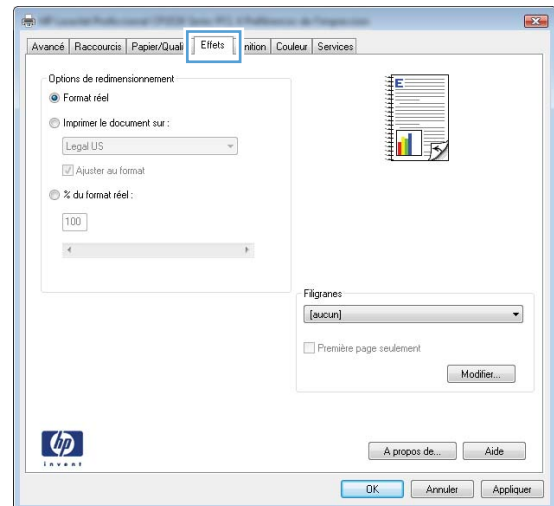 Avancé Raccourcis Papier/Quali Effets nition Couleur Services
Options de redimensionnement
Format réel
Imprimer le document sur :
Legal US
Ajuster au format
% du format réel :
100
E
Filigranes
[aucun]
Première page seulement
Modifier...
hp
invent
A propos de... Aide
OK Annuler Appliquer